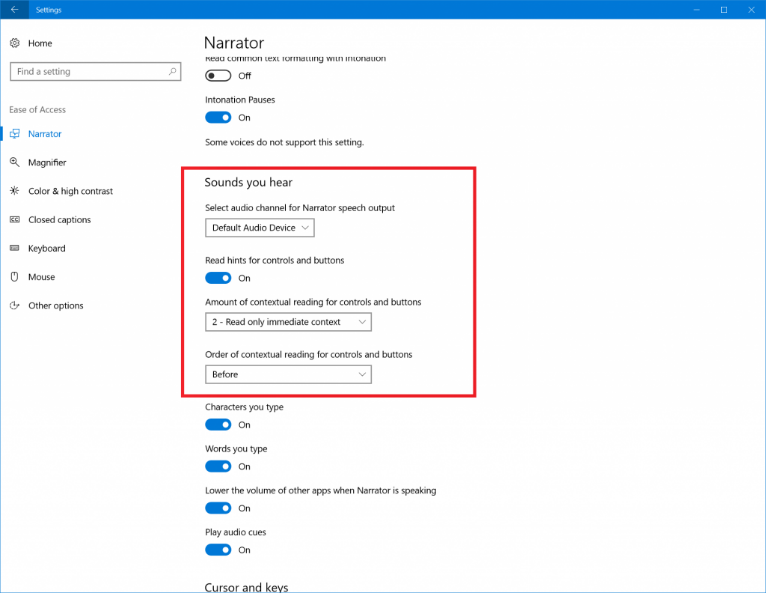 Settings
Home
Find a setting
Ease of Access
Narrator
Magnifier
Color & high contrast
Closed captions
Keyboard
Mouse
Other options
Narrator
Read common text formatting with intonation
Off
Intonation Pauses
On
Some voices do not support this setting.
Sounds you hear
Select audio channel for Narrator speech output
Default Audio Device
Read hints for controls and buttons
On
Amount of contextual reading for controls and buttons
2 - Read only immediate context
Order of contextual reading for controls and buttons
Before
Characters you type
On
Words you type
On
Lower the volume of other apps when Narrator is speaking
On
Play audio cues
On
Cursor and keys